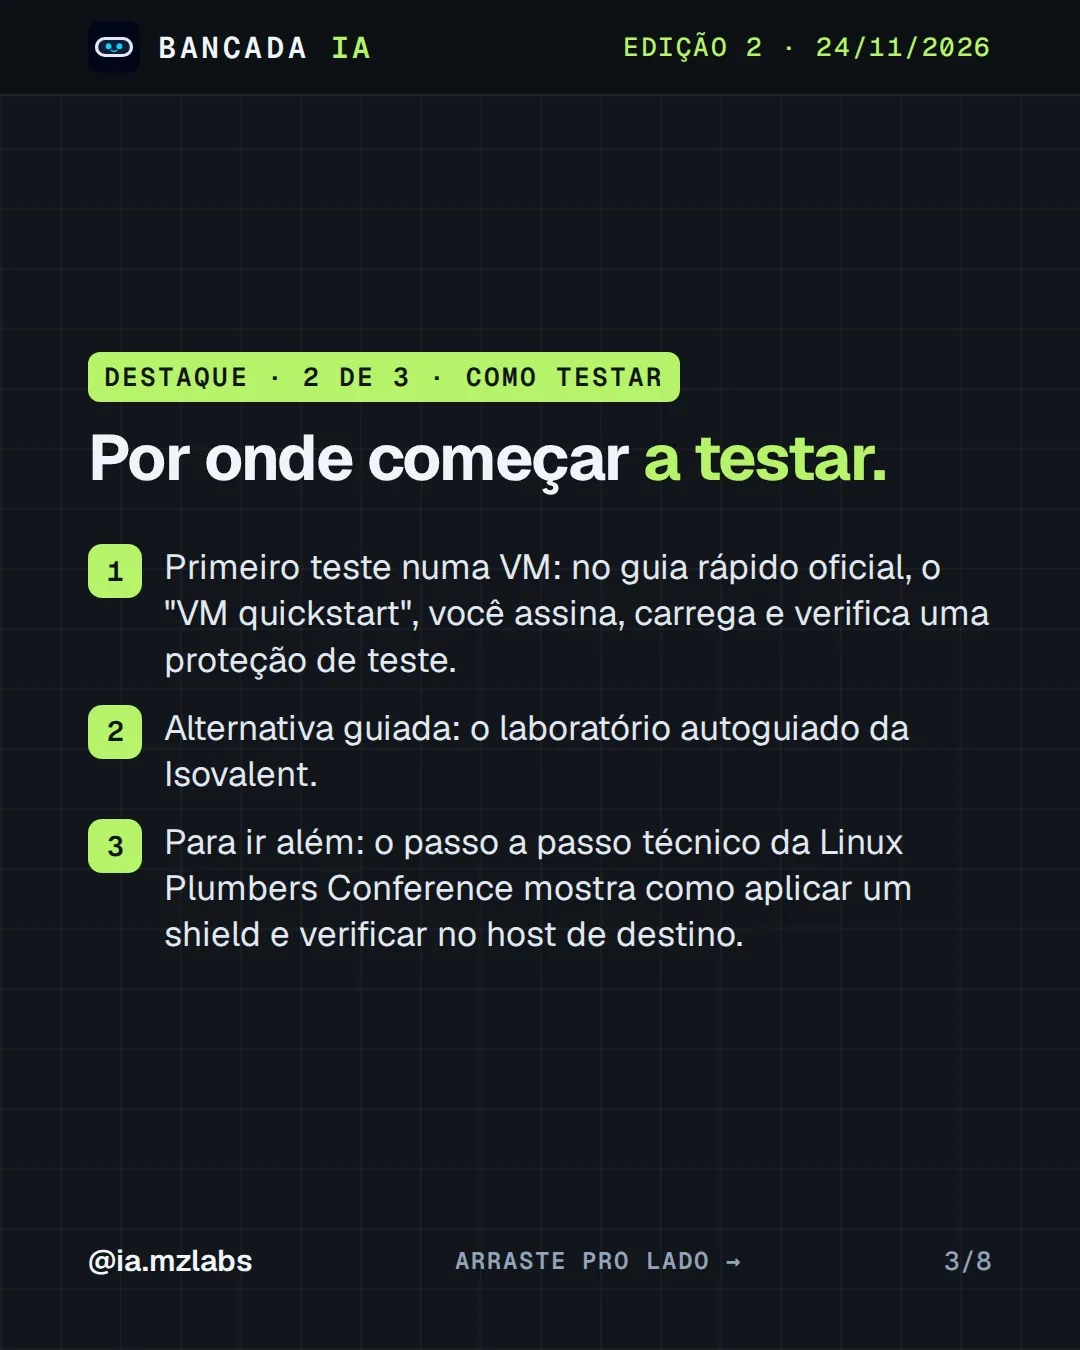 BANCADA IA
EDIÇÃO 2 · 24/11/2026
DESTAQUE · 2 DE 3 · COMO TESTAR
Por onde começar a testar.
1
Primeiro teste numa VM: no guia rápido oficial, o
"VM quickstart", você assina, carrega e verifica uma
proteção de teste.
2
Alternativa guiada: o laboratório autoguiado da
Isovalent.
3
Para ir além: o passo a passo técnico da Linux
Plumbers Conference mostra como aplicar um
shield e verificar no host de destino.
@ia.mzlabs
ARRASTE PRO LADO →
3/8